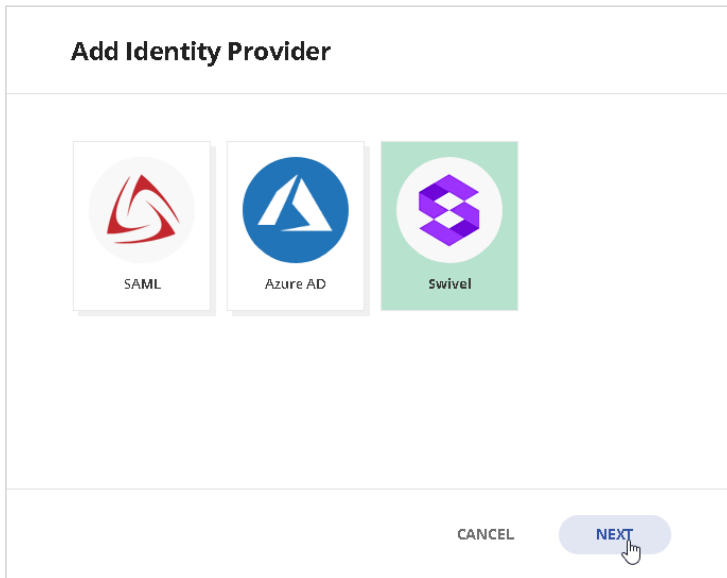 Add Identity Provider
SAML
Azure AD
Swivel
CANCEL
NEXT